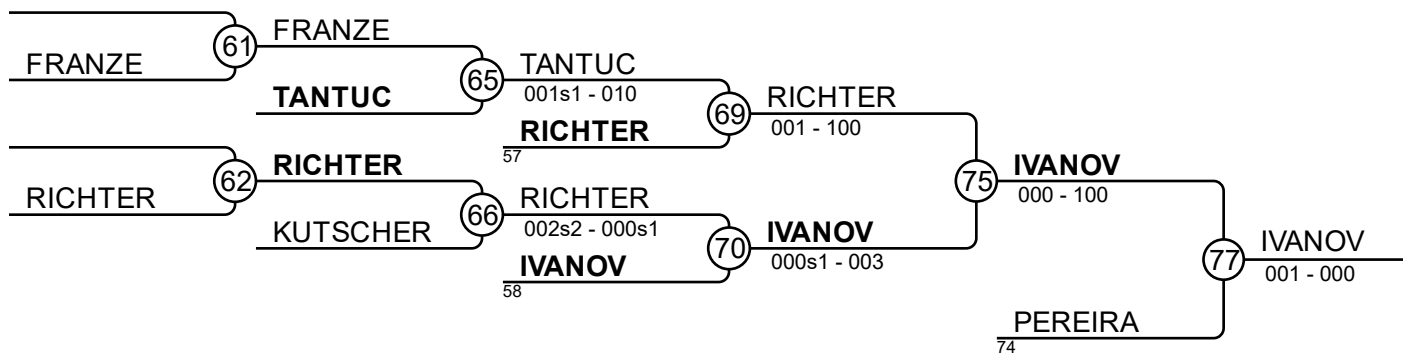 FRANZE
61
FRANZE
TANTUC
65
TANTUC
001s1 - 010
RICHTER
57
69
RICHTER
001 - 100
RICHTER
62
RICHTER
KUTSCHER
66
RICHTER
002s2 - 000s1
IVANOV
58
70
IVANOV
000s1 - 003
75
IVANOV
000 - 100
PEREIRA
74
77
IVANOV
001 - 000